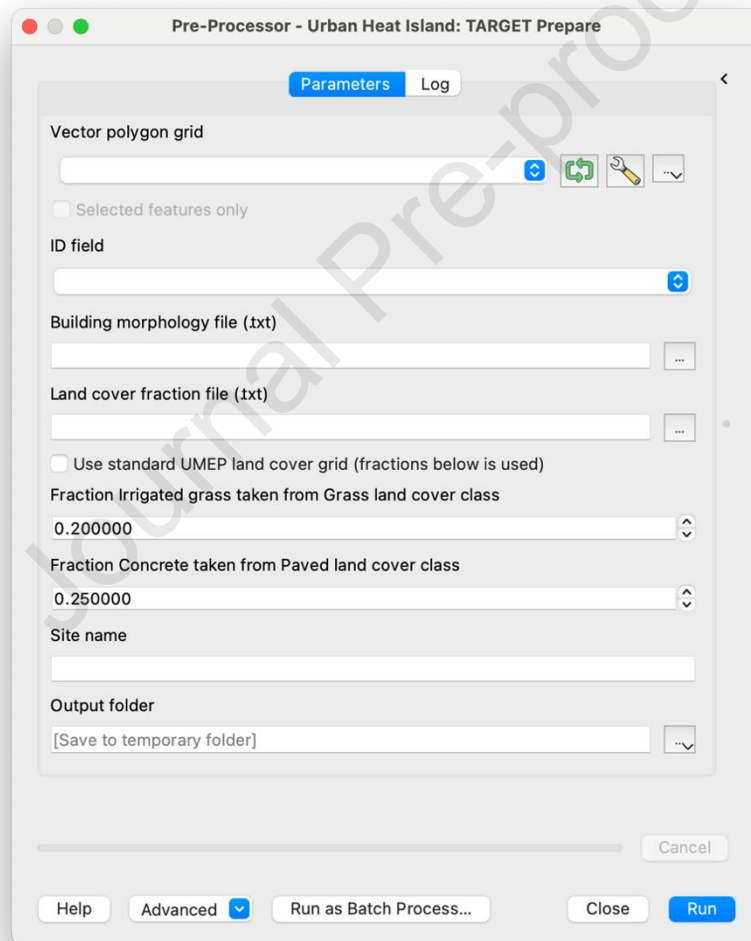 Pre-Processor - Urban Heat Island: TARGET Prepare
Parameters Log
Vector polygon grid
Selected features only
ID field
Building morphology file (.txt)
...
Land cover fraction file (.txt)
...
Use standard UMEP land cover grid (fractions below is used)
Fraction Irrigated grass taken from Grass land cover class
0.200000
Fraction Concrete taken from Paved land cover class
0.250000
Site name
Output folder
[Save to temporary folder]
Cancel
Help Advanced Run as Batch Process... Close Run
Journal Pre-proo